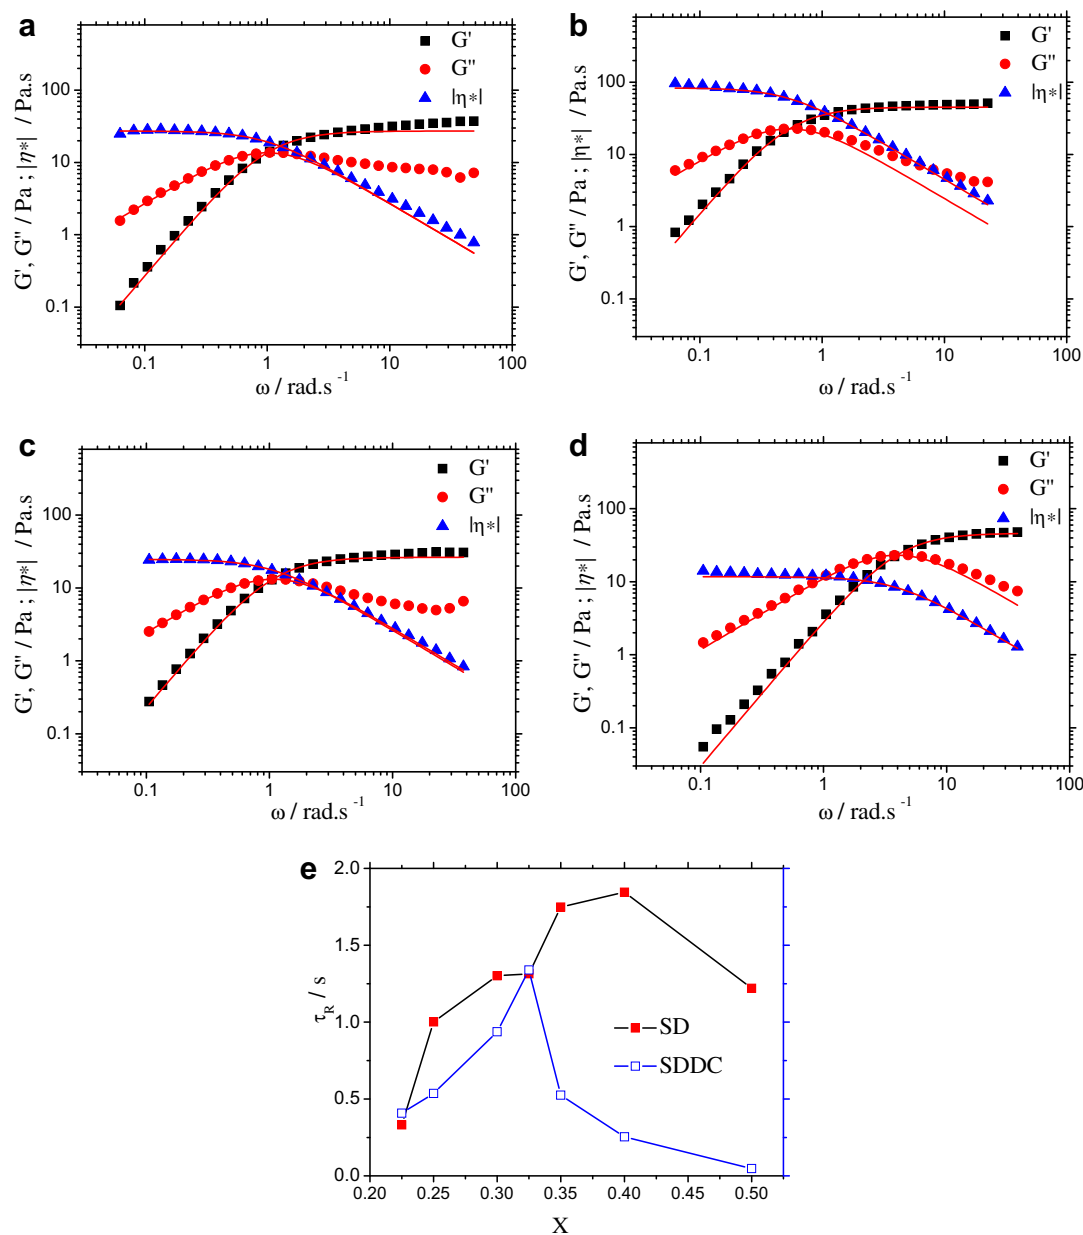 a
G'
G"
|η*|
100
10
1
0.1
G', G" / Pa ; |η*| / Pa.s
0.1 1 10 100
ω / rad.s⁻¹
b
G'
G"
|η*|
100
10
1
0.1
G', G" / Pa ; |η*| / Pa.s
0.1 1 10 100
ω / rad.s⁻¹
c
G'
G"
|η*|
100
10
1
0.1
G', G" / Pa ; |η*| / Pa.s
0.1 1 10 100
ω / rad.s⁻¹
d
G'
G"
|η*|
100
10
1
0.1
G', G" / Pa ; |η*| / Pa.s
0.1 1 10 100
ω / rad.s⁻¹
e
2.0
1.5
1.0
0.5
0.0
τR / s
SD
SDDC
0.20 0.25 0.30 0.35 0.40 0.45 0.50
X